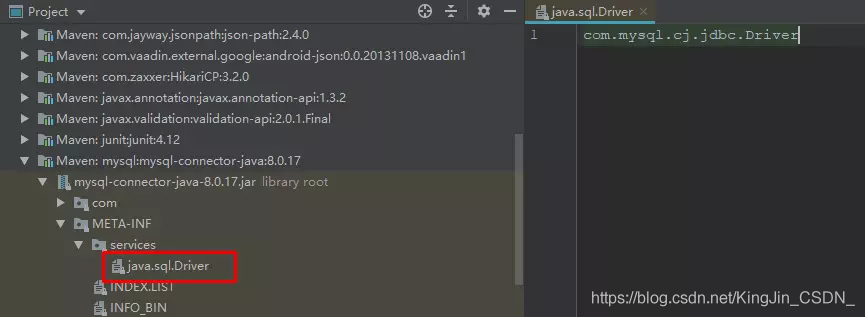 Project
Maven: com.jayway.jsonpath:json-path:2.4.0
Maven: com.vaadin.external.google:android-json:0.0.20131108.vaadin1
Maven: com.zaxxer:HikariCP:3.2.0
Maven: javax.annotation:javax.annotation-api:1.3.2
Maven: javax.validation:validation-api:2.0.1.Final
Maven: junit:junit:4.12
Maven: mysql:mysql-connector-java:8.0.17
mysql-connector-java-8.0.17.jar library root
com
META-INF
services
java.sql.Driver
INDEX.LIST
INFO_BIN
java.sql.Driver
1 com.mysql.cj.jdbc.Driver
https://blog.csdn.net/KingJin_CSDN_